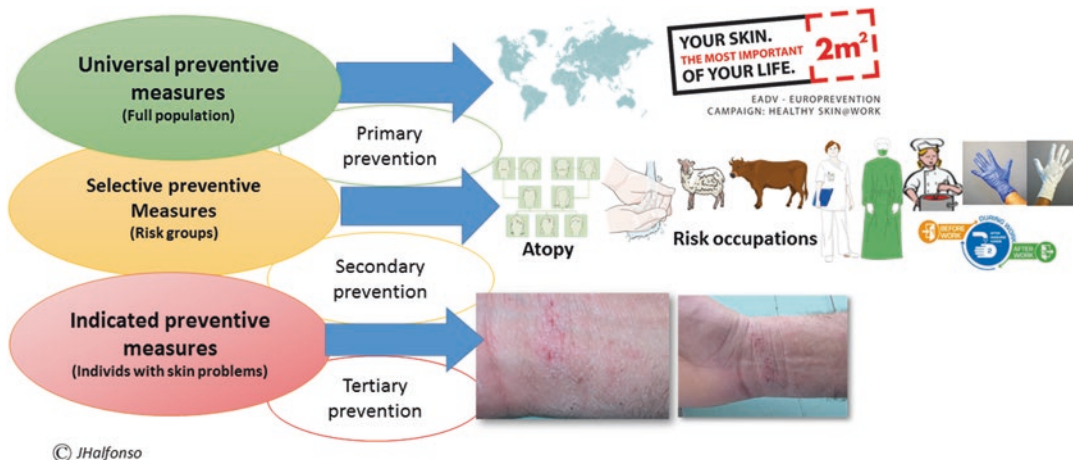 Universal preventive
measures
(Full population)
YOUR SKIN.
THE MOST IMPORTANT
OF YOUR LIFE.
2m²
EADV - EUROPREVENTION
CAMPAIGN: HEALTHY SKIN@WORK
Primary
prevention
Selective preventive
Measures
(Risk groups)
Atopy
Risk occupations
BEFORE
WORK
DURING WORK
AFTER
WORK
Secondary
prevention
Indicated preventive
measures
(Individs with skin problems)
Tertiary
prevention
© JHalfonso